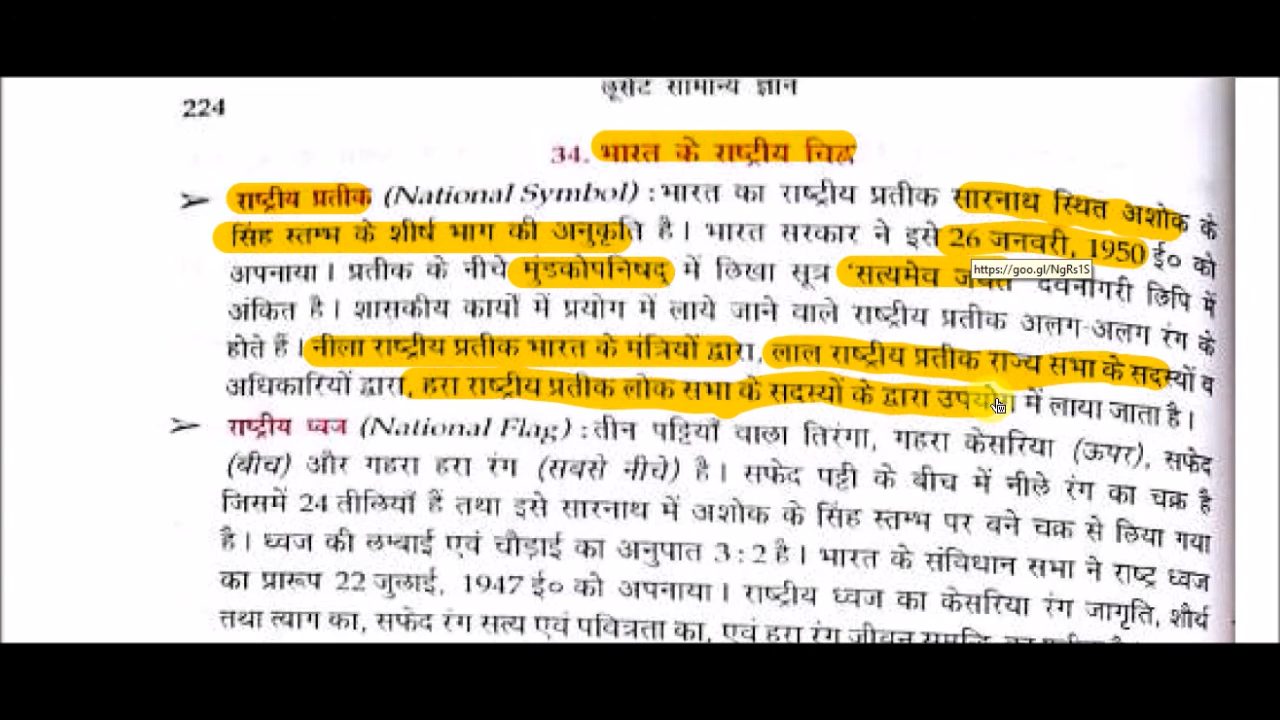 लूसेंट सामान्य ज्ञान
224
34. भारत के राष्ट्रीय चिह्न
➤ राष्ट्रीय प्रतीक (National Symbol) : भारत का राष्ट्रीय प्रतीक सारनाथ स्थित अशोक के
सिंह स्तम्भ के शीर्ष भाग की अनुकृति है। भारत सरकार ने इसे 26 जनवरी, 1950 ई० को
https://goo.gl/NgRs1S
अपनाया। प्रतीक के नीचे मुंडकोपनिषद् में लिखा सूत्र 'सत्यमेव जयते' देवनागरी लिपि में
अंकित है। शासकीय कार्यों में प्रयोग में लाये जाने वाले राष्ट्रीय प्रतीक अलग-अलग रंग के
होते हैं। नीला राष्ट्रीय प्रतीक भारत के मंत्रियों द्वारा, लाल राष्ट्रीय प्रतीक राज्य सभा के सदस्यों व
अधिकारियों द्वारा, हरा राष्ट्रीय प्रतीक लोक सभा के सदस्यों के द्वारा उपयोग में लाया जाता है।
➤ राष्ट्रीय ध्वज (National Flag) : तीन पट्टियों वाला तिरंगा, गहरा केसरिया (ऊपर), सफेद
(बीच) और गहरा हरा रंग (सबसे नीचे) है। सफेद पट्टी के बीच में नीले रंग का चक्र है
जिसमें 24 तीलियाँ हैं तथा इसे सारनाथ में अशोक के सिंह स्तम्भ पर बने चक्र से लिया गया
है। ध्वज की लम्बाई एवं चौड़ाई का अनुपात 3 : 2 है। भारत के संविधान सभा ने राष्ट्र ध्वज
का प्रारूप 22 जुलाई, 1947 ई० को अपनाया। राष्ट्रीय ध्वज का केसरिया रंग जागृति, शौर्य
तथा त्याग का, सफेद रंग सत्य एवं पवित्रता का, एवं हरा रंग जीवन समृद्धि